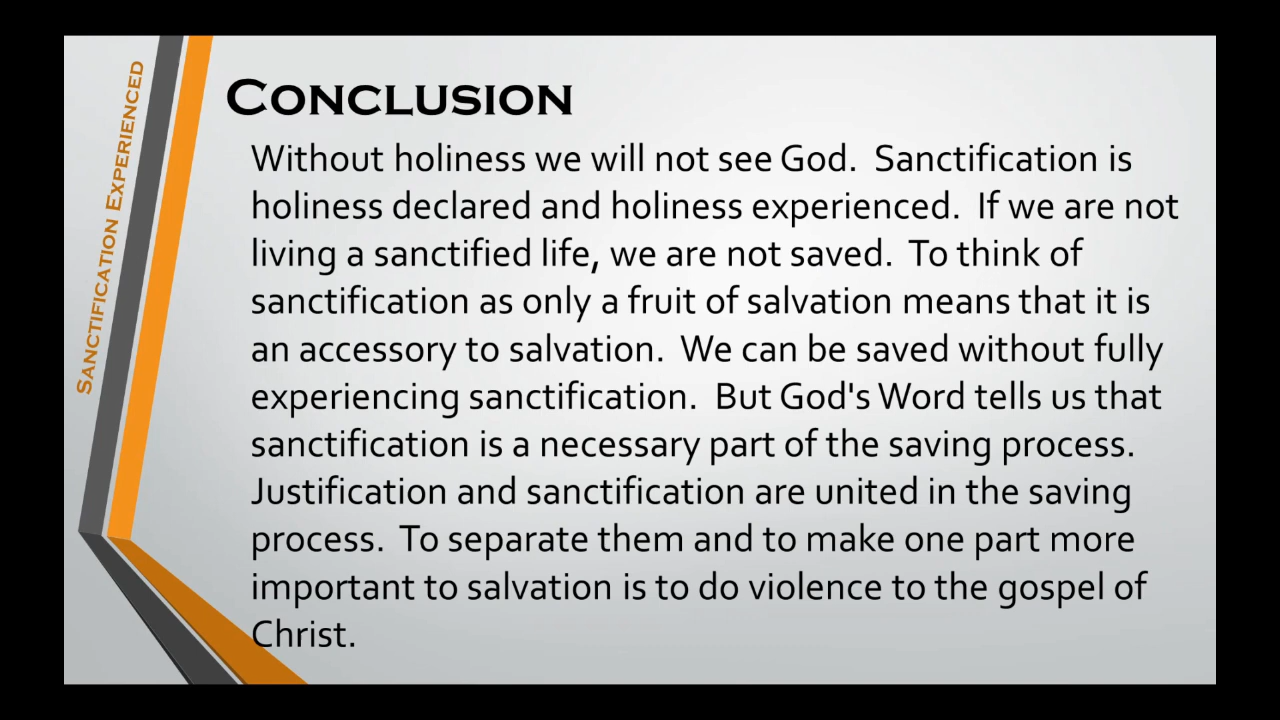 Sanctification Experienced
Conclusion
Without holiness we will not see God.  Sanctification is
holiness declared and holiness experienced.  If we are not
living a sanctified life, we are not saved.  To think of
sanctification as only a fruit of salvation means that it is
an accessory to salvation.  We can be saved without fully
experiencing sanctification.  But God's Word tells us that
sanctification is a necessary part of the saving process.
Justification and sanctification are united in the saving
process.  To separate them and to make one part more
important to salvation is to do violence to the gospel of
Christ.